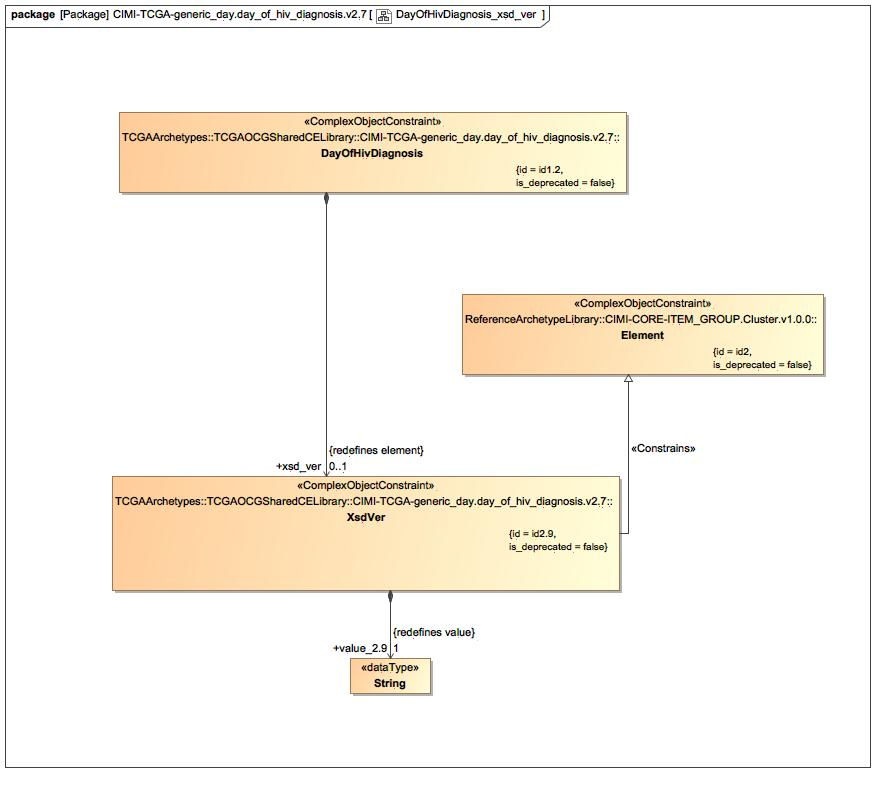 package [Package] CIMI-TCGA-generic_day.day_of_hiv_diagnosis.v2.7 [ DayOfHivDiagnosis_xsd_ver ]
«ComplexObjectConstraint»
TCGAArchetypes::TCGAOCGSharedCELibrary::CIMI-TCGA-generic_day.day_of_hiv_diagnosis.v2.7::
DayOfHivDiagnosis
{id = id1.2,
is_deprecated = false}
«ComplexObjectConstraint»
ReferenceArchetypeLibrary::CIMI-CORE-ITEM_GROUP.Cluster.v1.0.0::
Element
{id = id2,
is_deprecated = false}
«Constrains»
{redefines element}
+xsd_ver 0..1
«ComplexObjectConstraint»
TCGAArchetypes::TCGAOCGSharedCELibrary::CIMI-TCGA-generic_day.day_of_hiv_diagnosis.v2.7::
XsdVer
{id = id2.9,
is_deprecated = false}
{redefines value}
+value_2.9 1
«dataType»
String